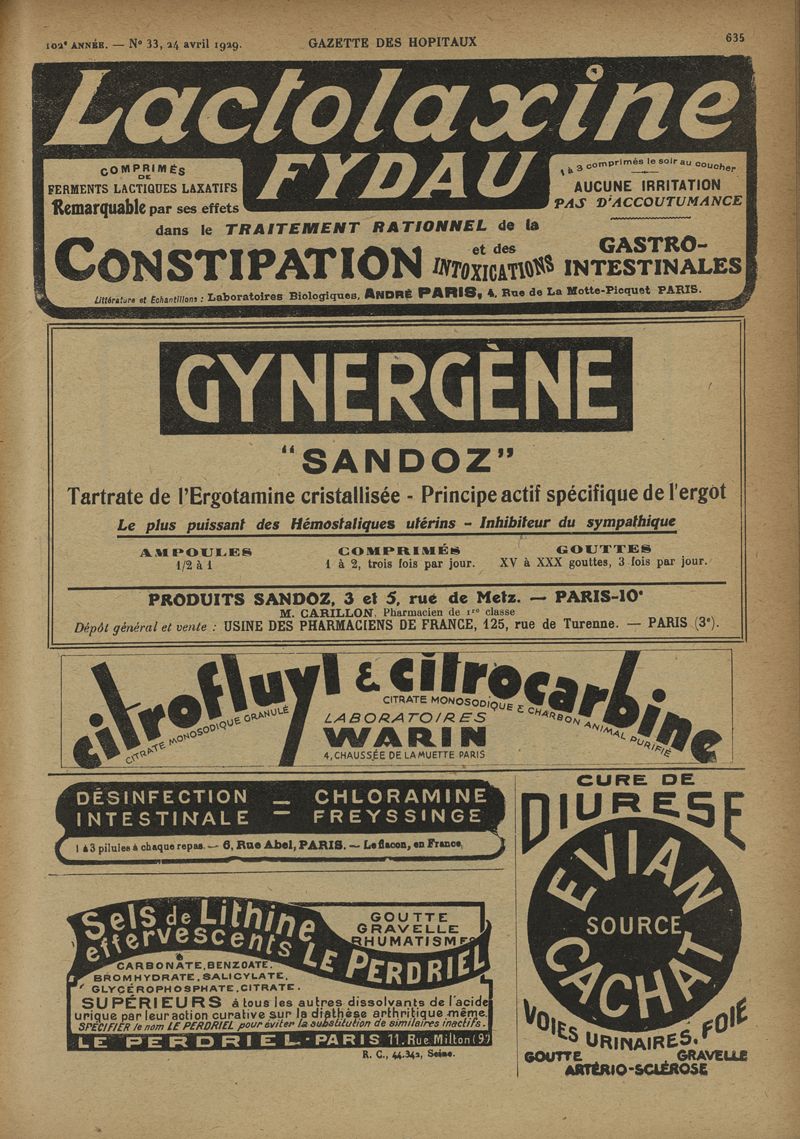 102ᵉ ANNÉE. — Nº 33, 24 avril 1929.
GAZETTE DES HOPITAUX
635
Lactolaxine
FYDAU
COMPRIMÉS
DE
FERMENTS LACTIQUES LAXATIFS
Remarquable par ses effets
1 à 3 comprimés le soir au coucher
AUCUNE IRRITATION
PAS D'ACCOUTUMANCE
dans le TRAITEMENT RATIONNEL de la
CONSTIPATION et des INTOXICATIONS GASTRO-
INTESTINALES
Littérature et Echantillons : Laboratoires Biologiques, ANDRÉ PARIS, 4, Rue de La Motte-Picquet PARIS.
GYNERGÈNE
"SANDOZ"
Tartrate de l'Ergotamine cristallisée - Principe actif spécifique de l'ergot
Le plus puissant des Hémostatiques utérins - Inhibiteur du sympathique
AMPOULES
1/2 à 1
COMPRIMÉS
1 à 2, trois fois par jour.
GOUTTES
XV à XXX gouttes, 3 fois par jour.
PRODUITS SANDOZ, 3 et 5, rue de Metz. — PARIS-10ᵉ
M. CARILLON, Pharmacien de 1ʳᵉ classe
Dépôt général et vente : USINE DES PHARMACIENS DE FRANCE, 125, rue de Turenne. — PARIS (3ᵉ).
citrofluyl & citrocarbine
CITRATE MONOSODIQUE GRANULÉ
CITRATE MONOSODIQUE & CHARBON ANIMAL PURIFIÉ
LABORATOIRES
WARIN
4, CHAUSSÉE DE LA MUETTE PARIS
DÉSINFECTION = CHLORAMINE
INTESTINALE FREYSSINGE
1 à 3 pilules à chaque repas. — 6, Rue Abel, PARIS. — Le flacon, en France,
CURE DE
DIURESE
EVIAN
SOURCE
CACHAT
VOIES URINAIRES, FOIE
GOUTTE GRAVELLE
ARTÉRIO-SCLÉROSE
Sels de Lithine
effervescents LE PERDRIEL
GOUTTE
GRAVELLE
RHUMATISME
CARBONATE, BENZOATE,
BROMHYDRATE, SALICYLATE,
GLYCÉROPHOSPHATE, CITRATE.
SUPÉRIEURS à tous les autres dissolvants de l'acide
urique par leur action curative sur la diathèse arthritique même.
SPÉCIFIER le nom LE PERDRIEL pour éviter la substitution de similaires inactifs.
LE PERDRIEL - PARIS 11, Rue Milton (9ᵉ)
R. C., 44.342, Seine.